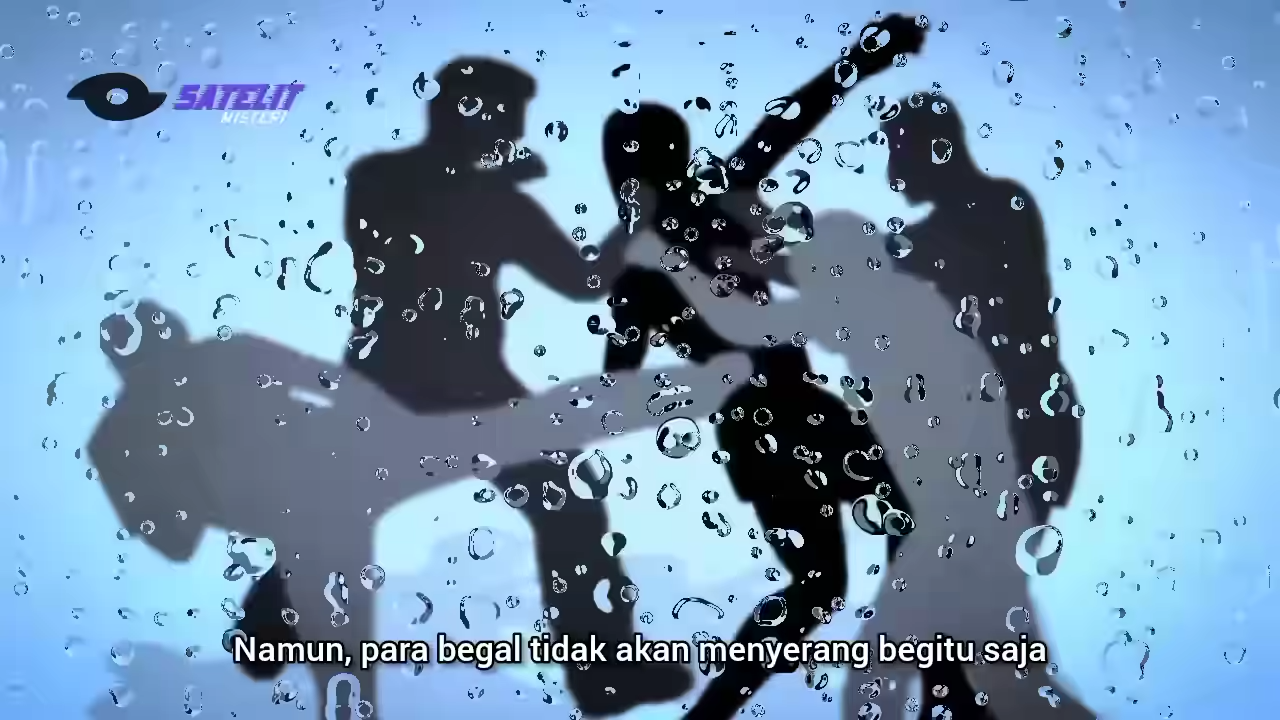 SATELIT
MISTERI
Namun, para begal tidak akan menyerang begitu saja